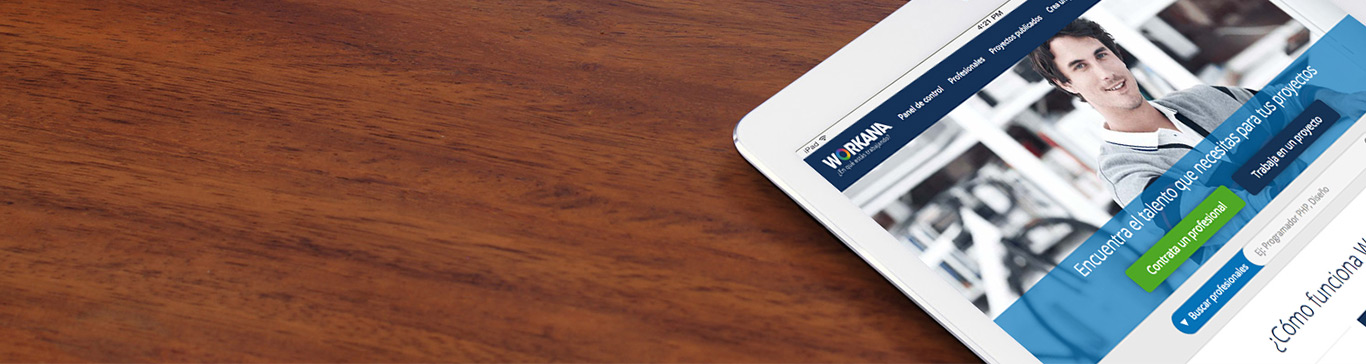 iPad
4:21 PM
WORKANA
¿En qué estás trabajando?
Panel de control
Profesionales
Proyectos publicados
Crea un
Encuentra el talento que necesitas para tus proyectos
Contrata un profesional
Trabaja en un proyecto
▼ Buscar profesionales
Ej: Programador PHP, Diseño
¿Cómo funciona W